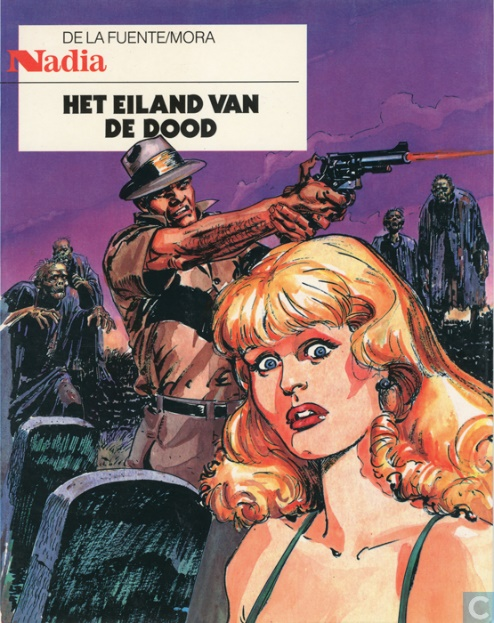 DE LA FUENTE/MORA
Nadia
HET EILAND VAN
DE DOOD
C